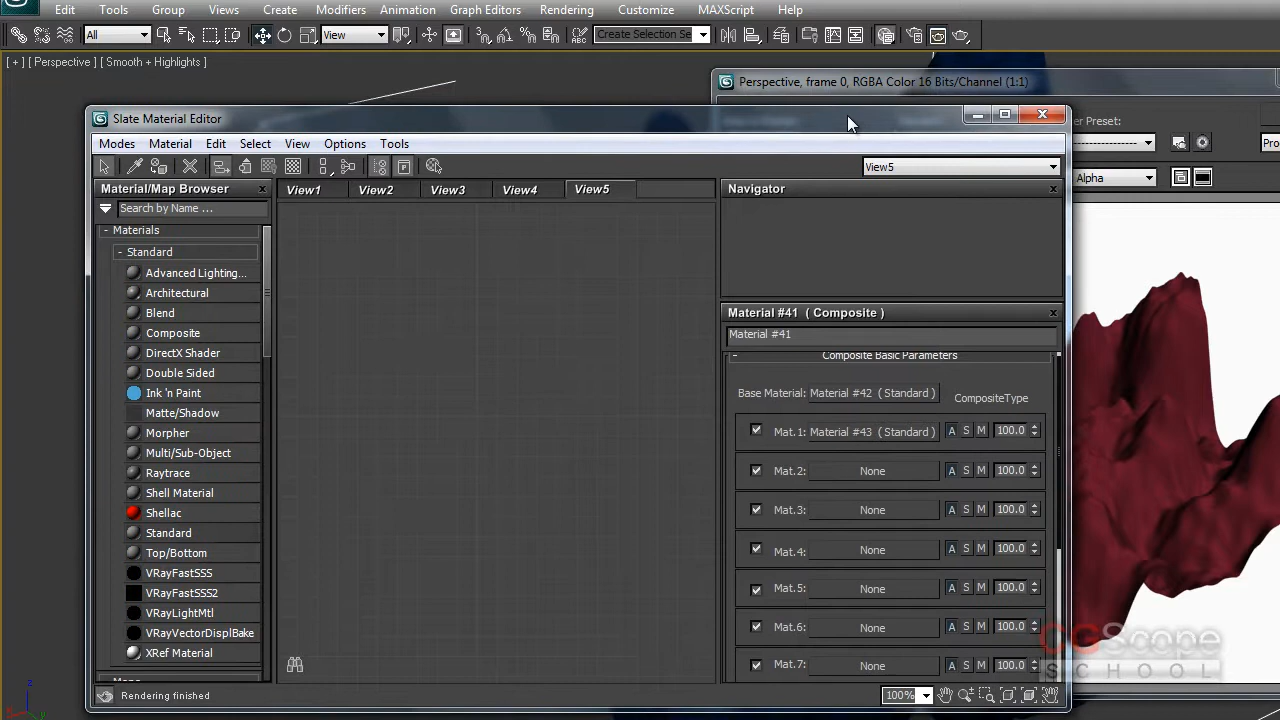 Edit Tools Group Views Create Modifiers Animation Graph Editors Rendering Customize MAXScript Help
All View Create Selection Se
[ + ] [ Perspective ] [ Smooth + Highlights ]
Perspective, frame 0, RGBA Color 16 Bits/Channel (1:1)
Slate Material Editor
er Preset:
Modes Material Edit Select View Options Tools
Pro
View5
Alpha
Material/Map Browser
View1 View2 View3 View4 View5
Navigator
Search by Name ...
- Materials
- Standard
Advanced Lighting...
Architectural
Blend
Composite
DirectX Shader
Double Sided
Ink 'n Paint
Matte/Shadow
Morpher
Multi/Sub-Object
Raytrace
Shell Material
Shellac
Standard
Top/Bottom
VRayFastSSS
VRayFastSSS2
VRayLightMtl
VRayVectorDisplBake
XRef Material
Material #41 ( Composite )
Material #41
- Composite Basic Parameters
Base Material: Material #42 ( Standard ) CompositeType
Mat.1: Material #43 ( Standard ) A S M 100.0
Mat.2: None A S M 100.0
Mat.3: None A S M 100.0
Mat.4: None A S M 100.0
Mat.5: None A S M 100.0
Mat.6: None A S M 100.0
Mat.7: None A S M 100.0
Rendering finished
100%
CGScope
SCHOOL
z
y
x